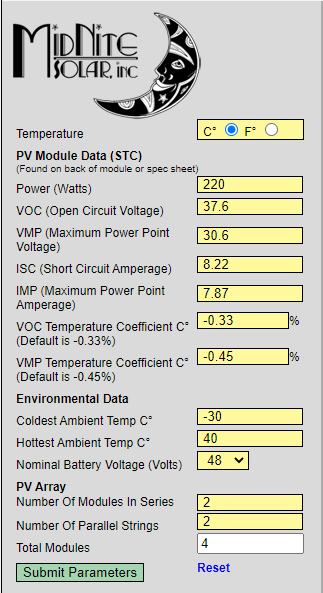 MIDNITE
SOLAR, INC
Temperature C° F°
PV Module Data (STC)
(Found on back of module or spec sheet)
Power (Watts) 220
VOC (Open Circuit Voltage) 37.6
VMP (Maximum Power Point
Voltage) 30.6
ISC (Short Circuit Amperage) 8.22
IMP (Maximum Power Point
Amperage) 7.87
VOC Temperature Coefficient C° -0.33%
(Default is -0.33%)
VMP Temperature Coefficient C° -0.45%
(Default is -0.45%)
Environmental Data
Coldest Ambient Temp C° -30
Hottest Ambient Temp C° 40
Nominal Battery Voltage (Volts) 48
PV Array
Number Of Modules In Series 2
Number Of Parallel Strings 2
Total Modules 4
Submit Parameters Reset